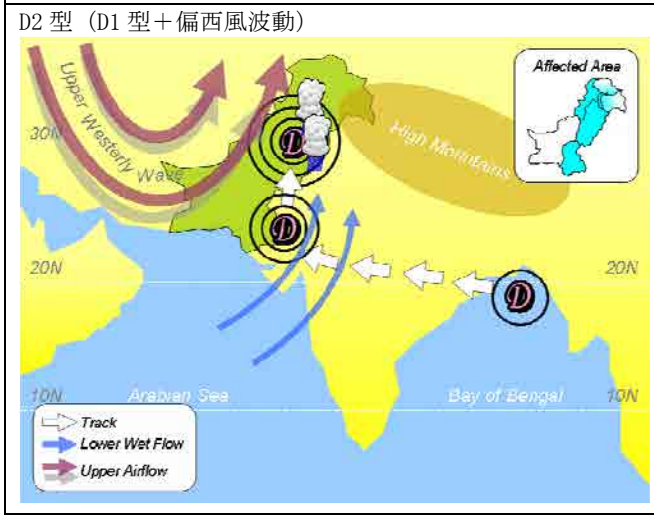 D2 型（D1 型＋偏西風波動）
Affected Area
Upper Westerly Wave
30N
High Mountains
D
D
20N
20N
D
10N
Arabian Sea
Bay of Bengal
10N
Track
Lower Wet Flow
Upper Airflow